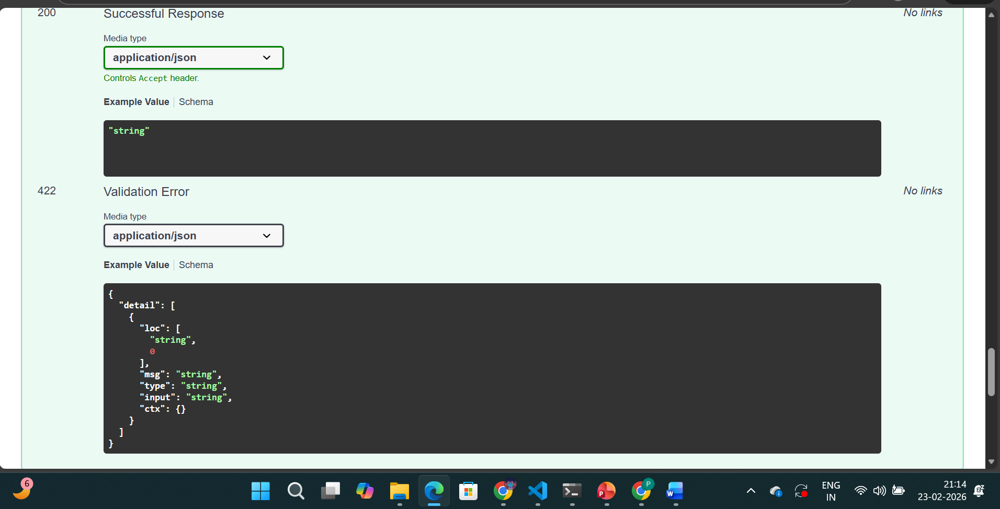 200 Successful Response No links
Media type
application/json
Controls Accept header.
Example Value Schema
"string"
422 Validation Error No links
Media type
application/json
Example Value Schema
{
  "detail": [
    {
      "loc": [
        "string",
        0
      ],
      "msg": "string",
      "type": "string",
      "input": "string",
      "ctx": {}
    }
  ]
}
6
P
P
W
ENG
IN
21:14
23-02-2026